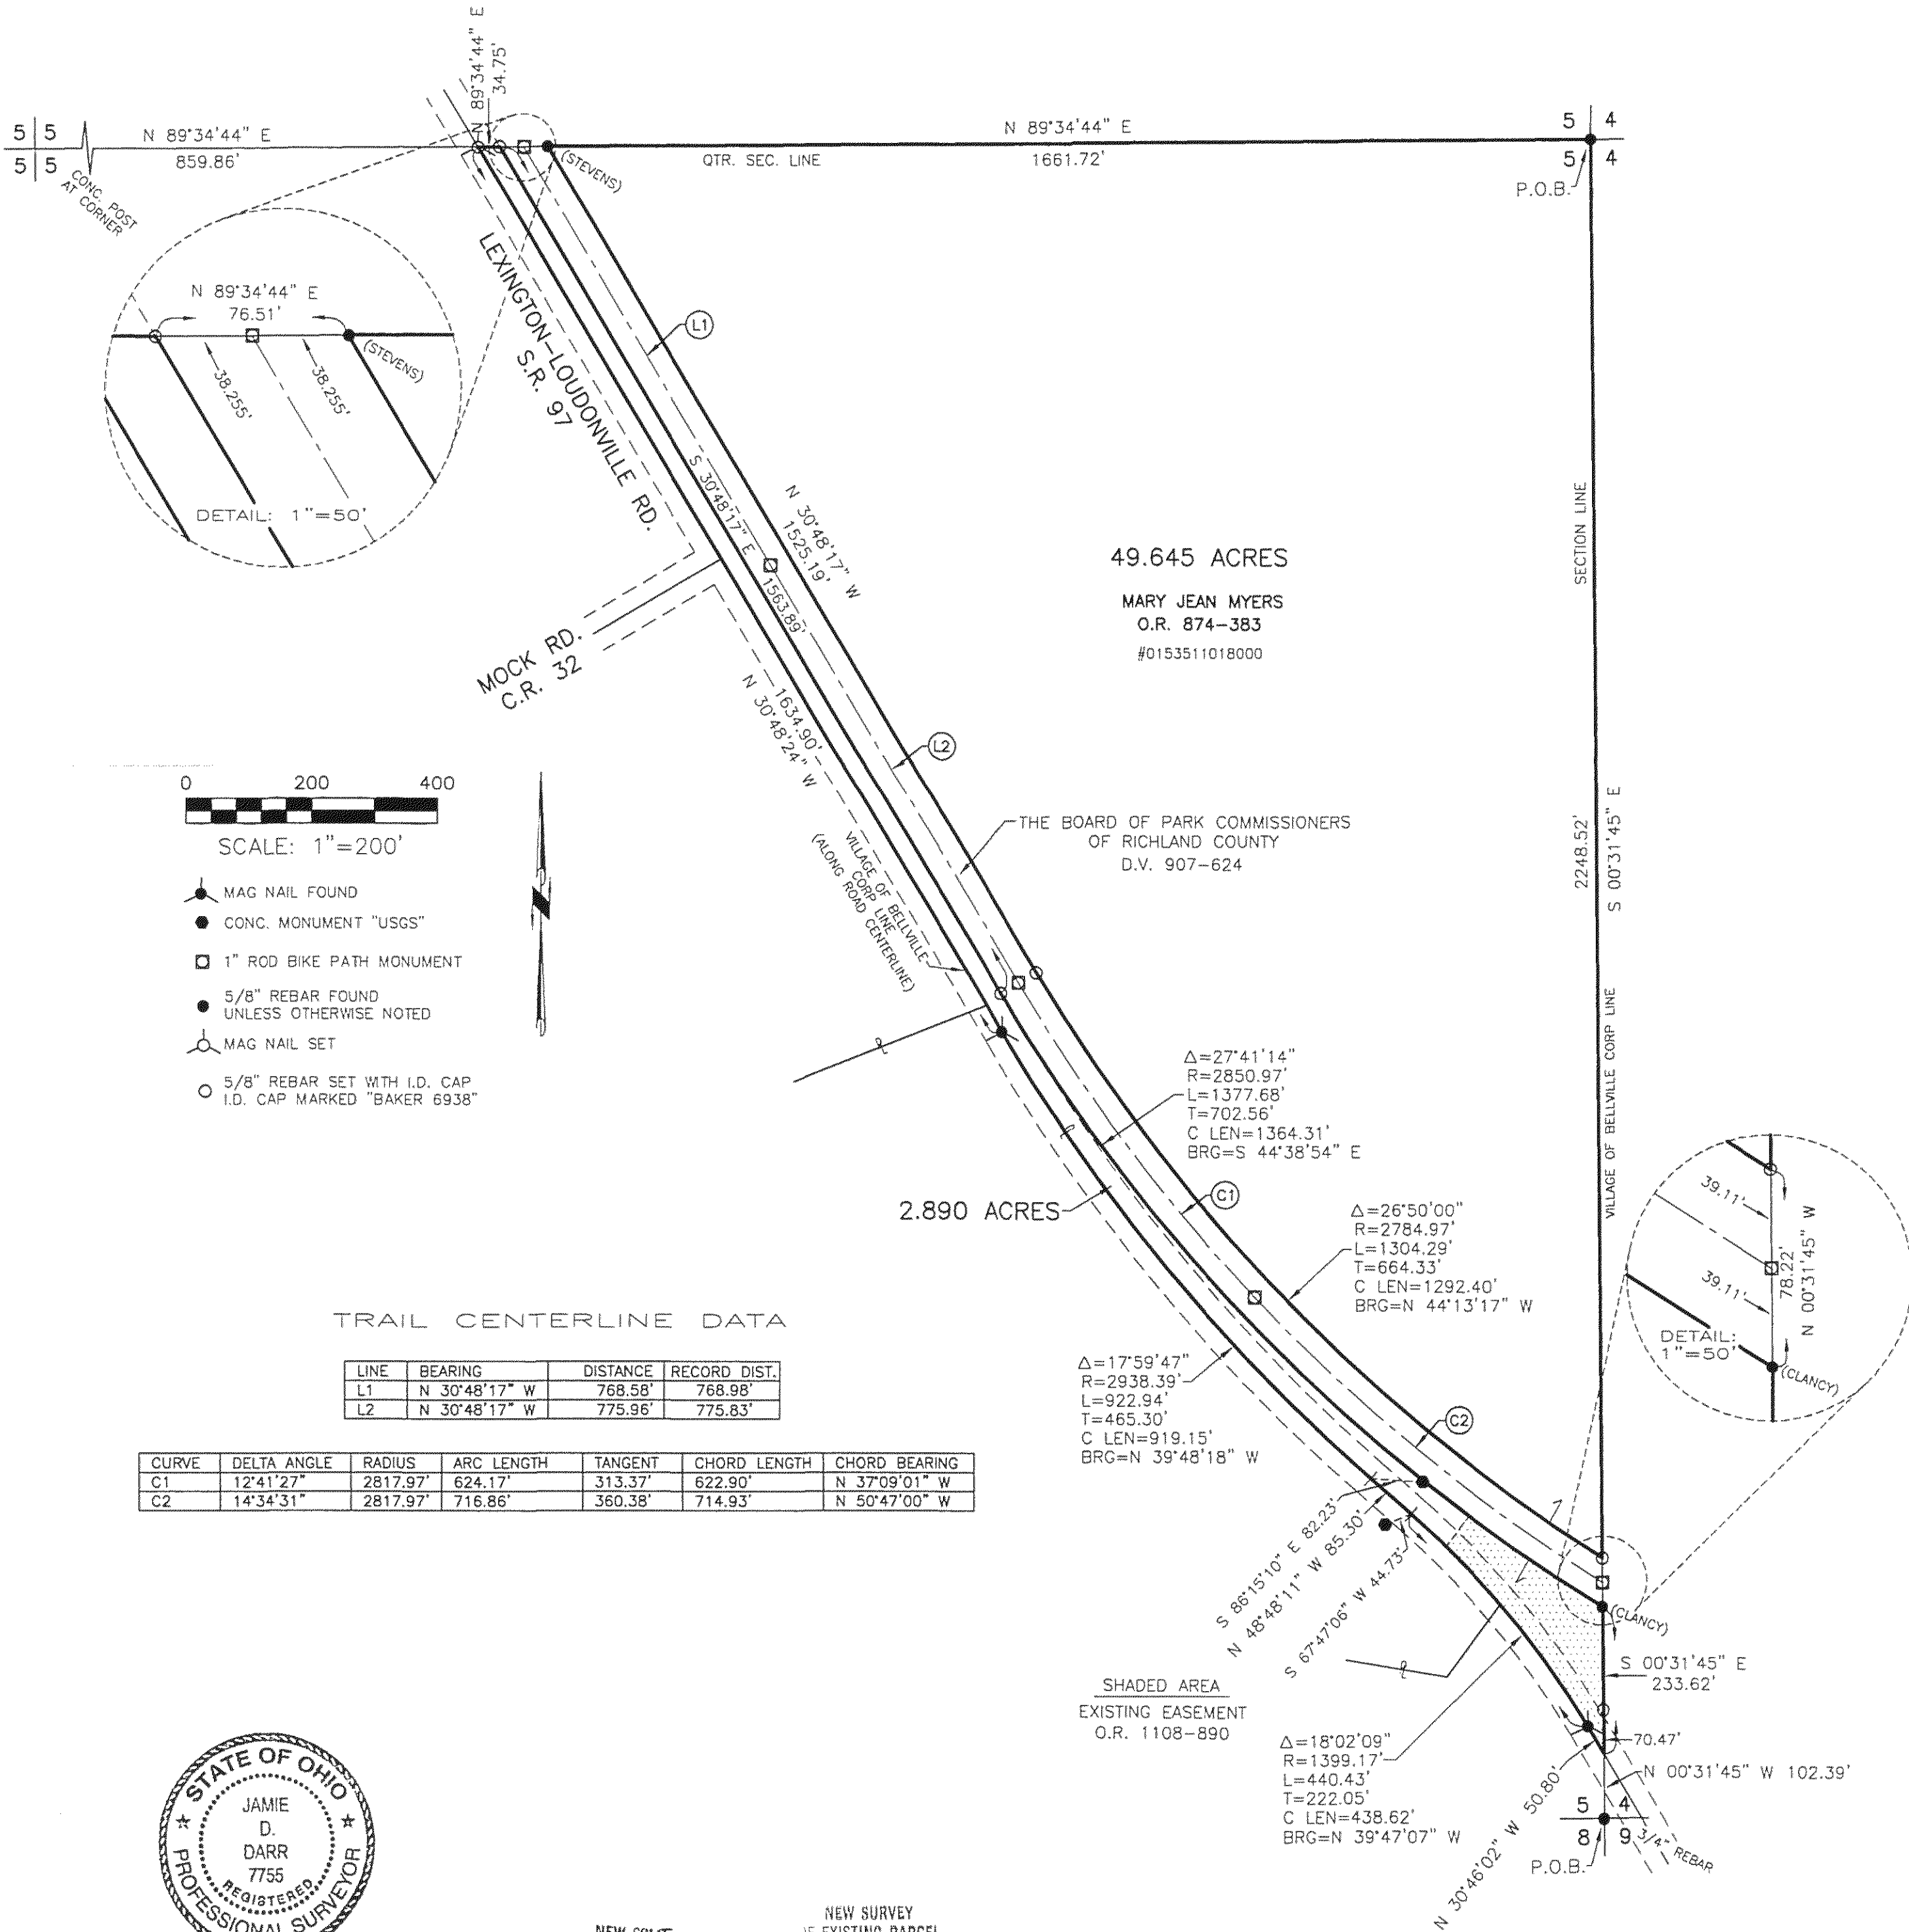 N 89°34'44" E
34.75'
5 5
5 5
N 89°34'44" E
859.86'
CONC. POST
AT CORNER
N 89°34'44" E
QTR. SEC. LINE
1661.72'
(STEVENS)
5 4
5 4
P.O.B.
N 89°34'44" E
76.51'
(STEVENS)
38.255'
38.255'
DETAIL: 1"=50'
LEXINGTON-LOUDONVILLE RD.
S.R. 97
L1
S 30°48'17" E
1563.89'
N 30°48'17" W
1525.19'
MOCK RD.
C.R. 32
1634.90'
N 30°48'24" W
49.645 ACRES
MARY JEAN MYERS
O.R. 874-383
#0153511018000
SECTION LINE
2248.52'
S 00°31'45" E
VILLAGE OF BELLVILLE CORP LINE
L2
THE BOARD OF PARK COMMISSIONERS
OF RICHLAND COUNTY
D.V. 907-624
VILLAGE OF BELLVILLE
CORP LINE
(ALONG ROAD CENTERLINE)
0 200 400
SCALE: 1"=200'
MAG NAIL FOUND
CONC. MONUMENT "USGS"
1" ROD BIKE PATH MONUMENT
5/8" REBAR FOUND
UNLESS OTHERWISE NOTED
MAG NAIL SET
5/8" REBAR SET WITH I.D. CAP
I.D. CAP MARKED "BAKER 6938"
Δ=27°41'14"
R=2850.97'
L=1377.68'
T=702.56'
C LEN=1364.31'
BRG=S 44°38'54" E
C1
2.890 ACRES
Δ=26°50'00"
R=2784.97'
L=1304.29'
T=664.33'
C LEN=1292.40'
BRG=N 44°13'17" W
39.11'
39.11'
78.22'
N 00°31'45" W
DETAIL:
1"=50'
(CLANCY)
Δ=17°59'47"
R=2938.39'
L=922.94'
T=465.30'
C LEN=919.15'
BRG=N 39°48'18" W
C2
TRAIL CENTERLINE DATA
LINE BEARING DISTANCE RECORD DIST.
L1 N 30°48'17" W 768.58' 768.98'
L2 N 30°48'17" W 775.96' 775.83'
CURVE DELTA ANGLE RADIUS ARC LENGTH TANGENT CHORD LENGTH CHORD BEARING
C1 12°41'27" 2817.97' 624.17' 313.37' 622.90' N 37°09'01" W
C2 14°34'31" 2817.97' 716.86' 360.38' 714.93' N 50°47'00" W
S 86°15'10" E 82.23'
N 48°48'11" W 85.30'
S 67°47'06" W 44.73'
(CLANCY)
S 00°31'45" E
233.62'
SHADED AREA
EXISTING EASEMENT
O.R. 1108-890
Δ=18°02'09"
R=1399.17'
L=440.43'
T=222.05'
C LEN=438.62'
BRG=N 39°47'07" W
70.47'
N 00°31'45" W 102.39'
N 30°46'02" W 50.80'
5 4
8 9
3/4" REBAR
P.O.B.
STATE OF OHIO
JAMIE
D.
DARR
7755
REGISTERED
PROFESSIONAL SURVEYOR
NEW SURVEY
EXISTING PARCEL
NEW